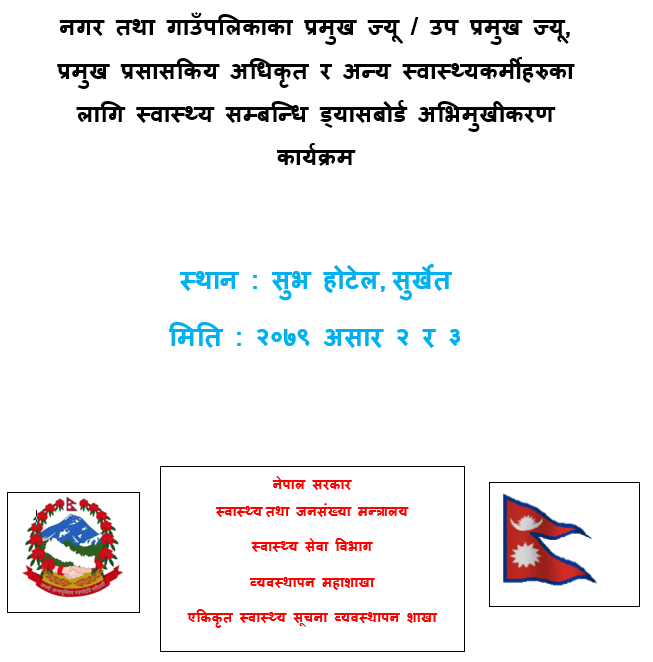 नगर तथा गाउँपलिकाका प्रमुख ज्यू / उप प्रमुख ज्यू,
प्रमुख प्रसासकिय अधिकृत र अन्य स्वास्थ्यकर्मीहरुका
लागि स्वास्थ्य सम्बन्धि ड्यासबोर्ड अभिमुखीकरण
कार्यक्रम
स्थान : सुभ होटेल, सुर्खेत
मिति : २०७९ असार २ र ३
नेपाल सरकार
स्वास्थ्य तथा जनसंख्या मन्त्रालय
स्वास्थ्य सेवा विभाग
व्यवस्थापन महाशाखा
एकिकृत स्वास्थ्य सूचना व्यवस्थापन शाखा